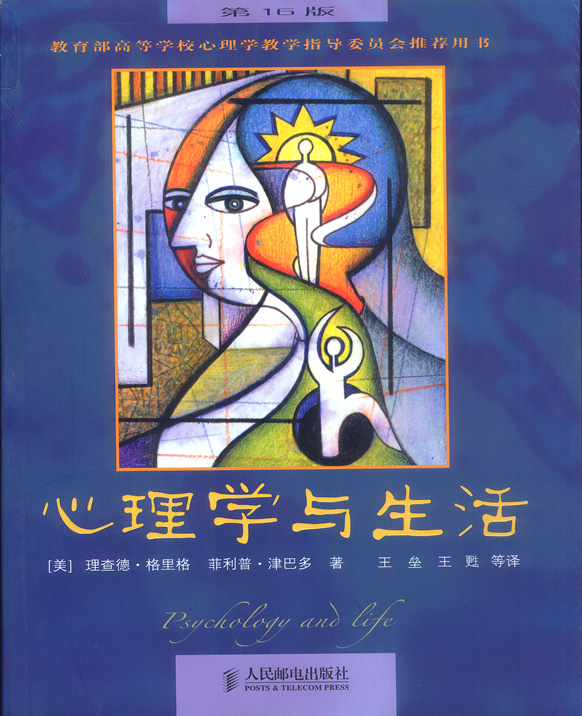 第16版
教育部高等学校心理学教学指导委员会推荐用书
心理学与生活
[美] 理查德·格里格 菲利普·津巴多 著 王 垒 王 甦 等译
Psychology and life
人民邮电出版社
POSTS & TELECOM PRESS